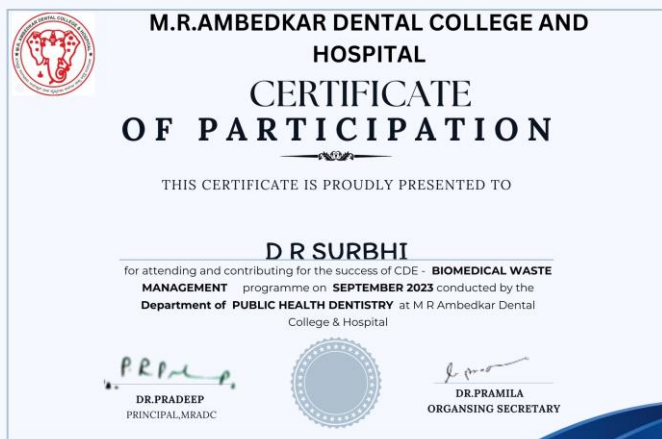 M.R.AMBEDKAR DENTAL COLLEGE AND
HOSPITAL
CERTIFICATE
OF PARTICIPATION
THIS CERTIFICATE IS PROUDLY PRESENTED TO
D R SURBHI
for attending and contributing for the success of CDE - BIOMEDICAL WASTE
MANAGEMENT programme on SEPTEMBER 2023 conducted by the
Department of PUBLIC HEALTH DENTISTRY at M R Ambedkar Dental
College & Hospital
DR.PRADEEP
PRINCIPAL,MRADC
DR.PRAMILA
ORGANSING SECRETARY